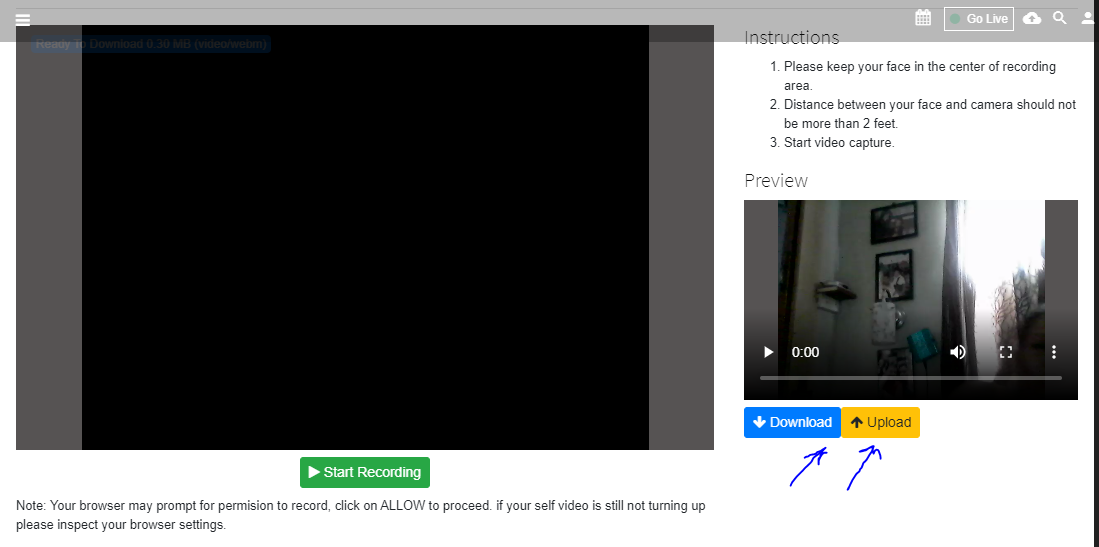 Go Live
Ready To Download 0.30 MB (video/webm)
Instructions
1. Please keep your face in the center of recording
area.
2. Distance between your face and camera should not
be more than 2 feet.
3. Start video capture.
Preview
0:00
Download
Upload
Start Recording
Note: Your browser may prompt for permision to record, click on ALLOW to proceed. if your self video is still not turning up
please inspect your browser settings.